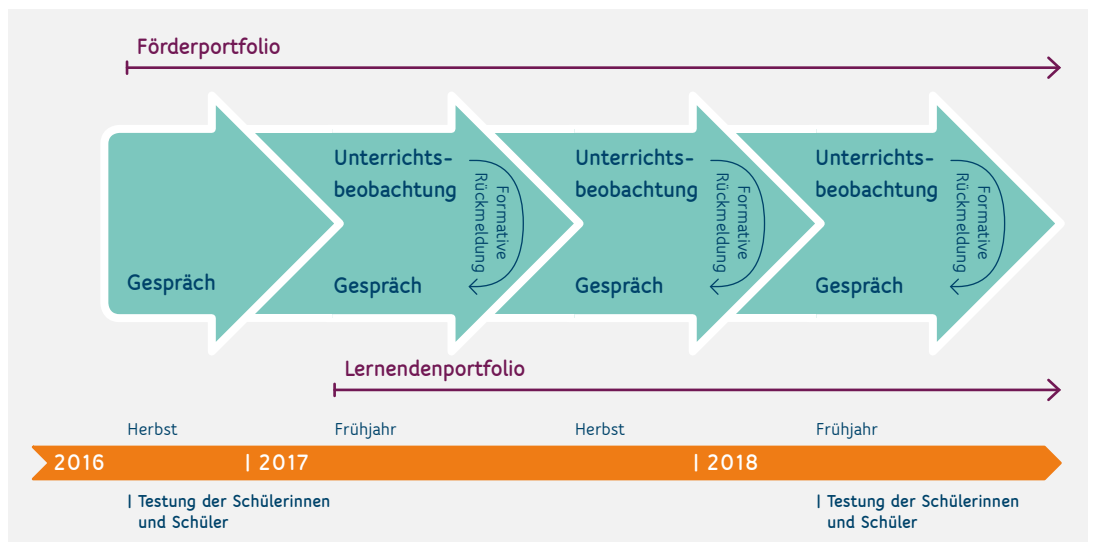 Förderportfolio
Gespräch
Unterrichts-
beobachtung
Formative
Rückmeldung
Gespräch
Unterrichts-
beobachtung
Formative
Rückmeldung
Gespräch
Unterrichts-
beobachtung
Formative
Rückmeldung
Gespräch
Lernendenportfolio
Herbst
Frühjahr
Herbst
Frühjahr
2016
| 2017
| 2018
| Testung der Schülerinnen
und Schüler
| Testung der Schülerinnen
und Schüler